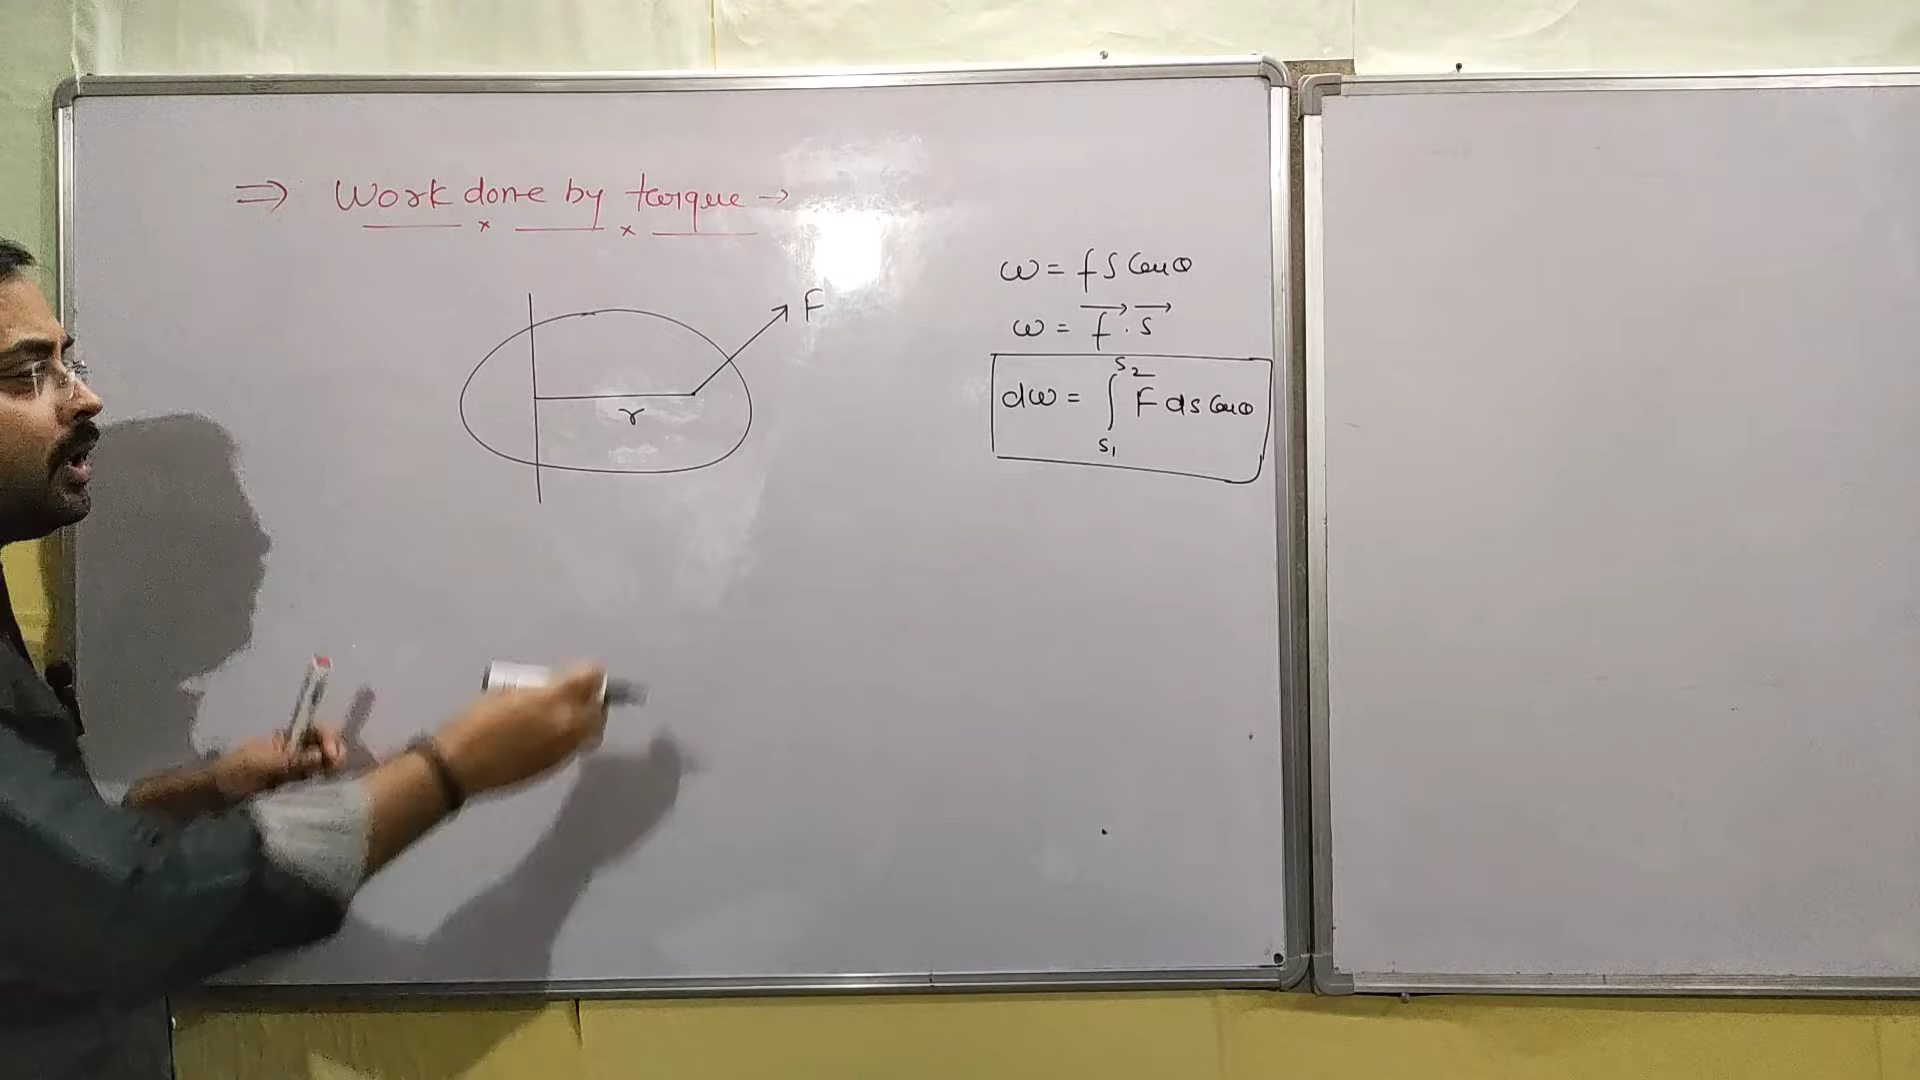 ⇒ Work done by torque →
F
r
ω = f s Cosθ
ω = f⃗ . s⃗
dω = ∫ F ds Cosθ
s₂
s₁